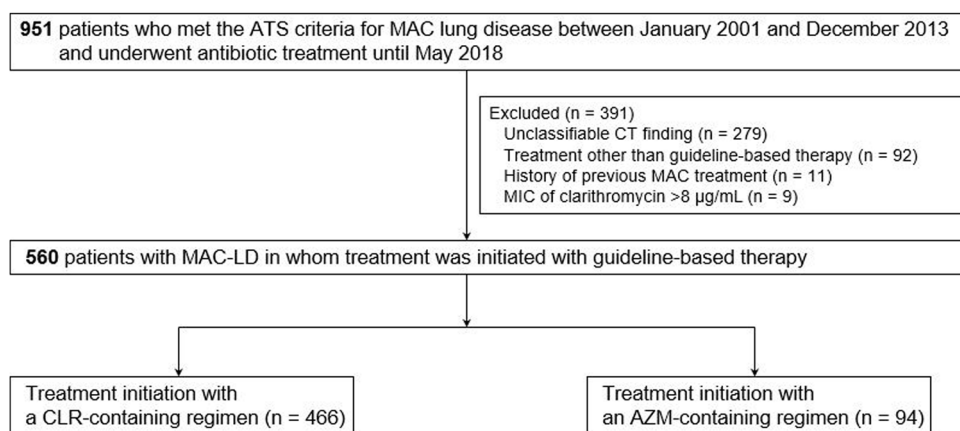 951 patients who met the ATS criteria for MAC lung disease between January 2001 and December 2013
and underwent antibiotic treatment until May 2018
Excluded (n = 391)
Unclassifiable CT finding (n = 279)
Treatment other than guideline-based therapy (n = 92)
History of previous MAC treatment (n = 11)
MIC of clarithromycin >8 µg/mL (n = 9)
560 patients with MAC-LD in whom treatment was initiated with guideline-based therapy
Treatment initiation with
a CLR-containing regimen (n = 466)
Treatment initiation with
an AZM-containing regimen (n = 94)